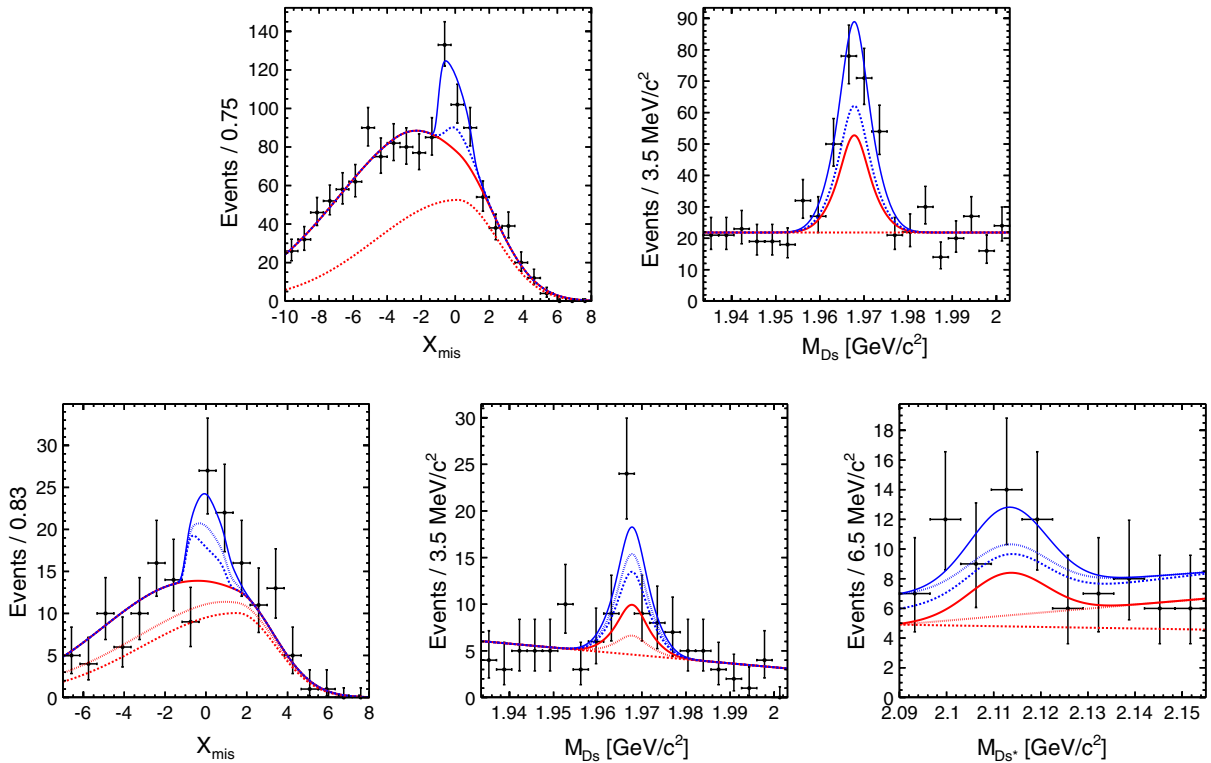 140
120
100
80
60
40
20
0
Events / 0.75
-10 -8 -6 -4 -2 0 2 4 6 8
X_mis
90
80
70
60
50
40
30
20
10
0
Events / 3.5 MeV/c²
1.94 1.95 1.96 1.97 1.98 1.99 2
M_Ds [GeV/c²]
30
25
20
15
10
5
0
Events / 0.83
-6 -4 -2 0 2 4 6 8
X_mis
30
25
20
15
10
5
0
Events / 3.5 MeV/c²
1.94 1.95 1.96 1.97 1.98 1.99 2
M_Ds [GeV/c²]
18
16
14
12
10
8
6
4
2
0
Events / 6.5 MeV/c²
2.09 2.1 2.11 2.12 2.13 2.14 2.15
M_Ds* [GeV/c²]